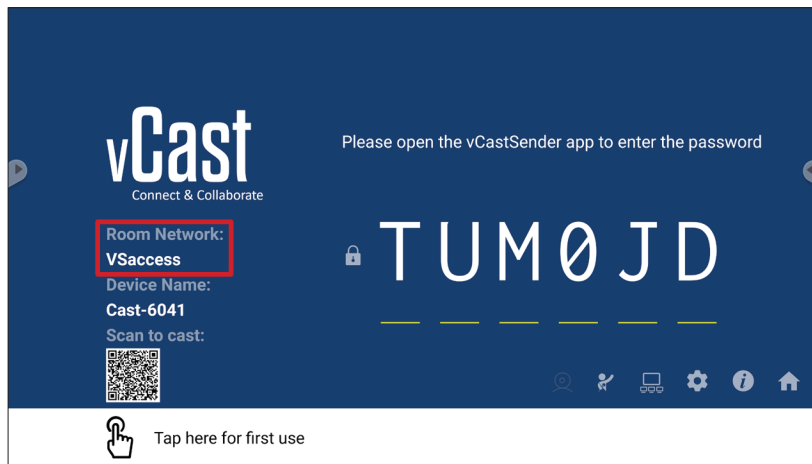 vCast
Connect & Collaborate
Please open the vCastSender app to enter the password
Room Network:
VSaccess
Device Name:
Cast-6041
Scan to cast:
TUM0JD
Tap here for first use